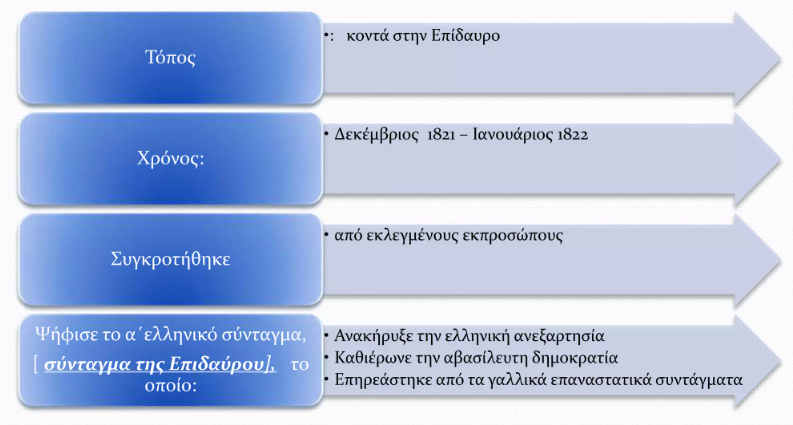 Τόπος
•: κοντά στην Επίδαυρο
Χρόνος:
• Δεκέμβριος 1821 – Ιανουάριος 1822
Συγκροτήθηκε
• από εκλεγμένους εκπροσώπους
Ψήφισε το α΄ελληνικό σύνταγμα,
[ σύνταγμα της Επιδαύρου], το
οποίο:
• Ανακήρυξε την ελληνική ανεξαρτησία
• Καθιέρωνε την αβασίλευτη δημοκρατία
• Επηρεάστηκε από τα γαλλικά επαναστατικά συντάγματα